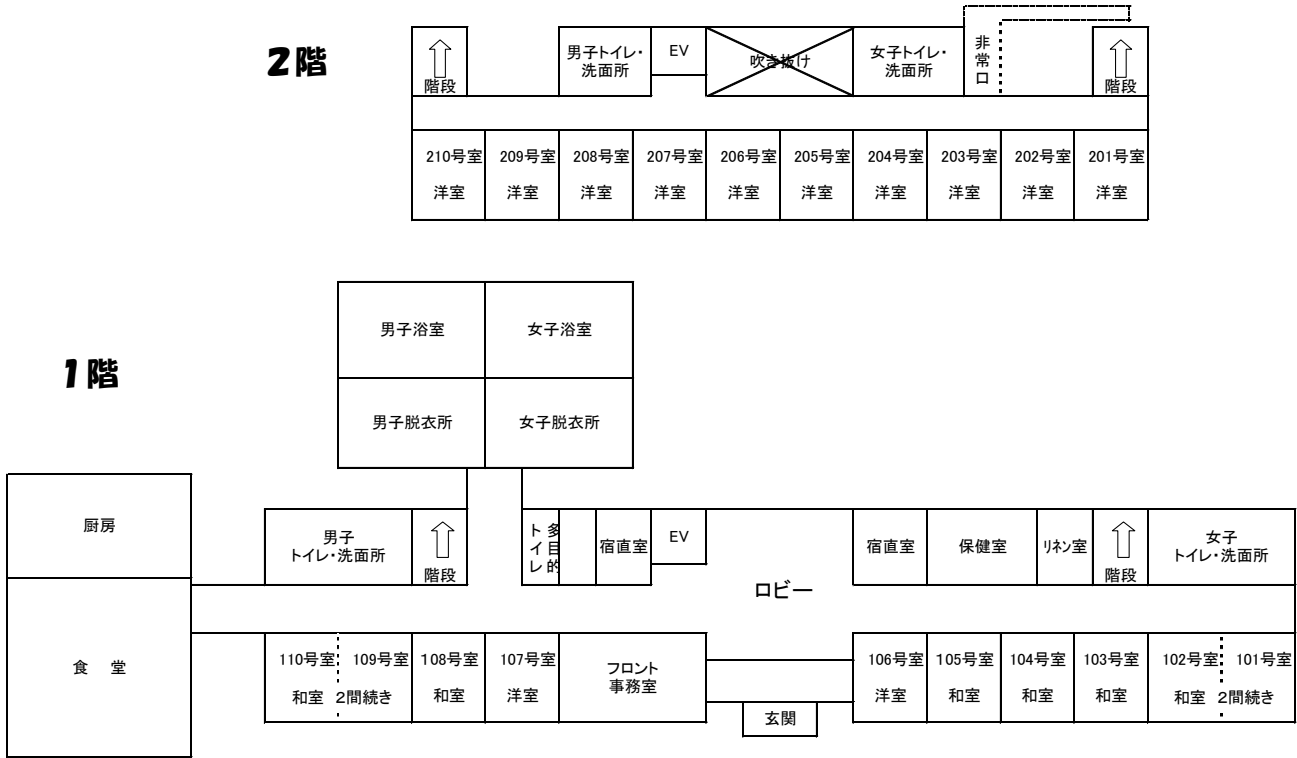 2階
階段
男子トイレ・
洗面所
EV
吹き抜け
女子トイレ・
洗面所
非常口
階段
210号室
洋室
209号室
洋室
208号室
洋室
207号室
洋室
206号室
洋室
205号室
洋室
204号室
洋室
203号室
洋室
202号室
洋室
201号室
洋室
1階
男子浴室
女子浴室
男子脱衣所
女子脱衣所
厨房
食 堂
男子
トイレ・洗面所
階段
多目的
トイレ
宿直室
EV
ロビー
宿直室
保健室
リネン室
階段
女子
トイレ・洗面所
110号室 109号室
和室 2間続き
108号室
和室
107号室
洋室
フロント
事務室
玄関
106号室
洋室
105号室
和室
104号室
和室
103号室
和室
102号室 101号室
和室 2間続き